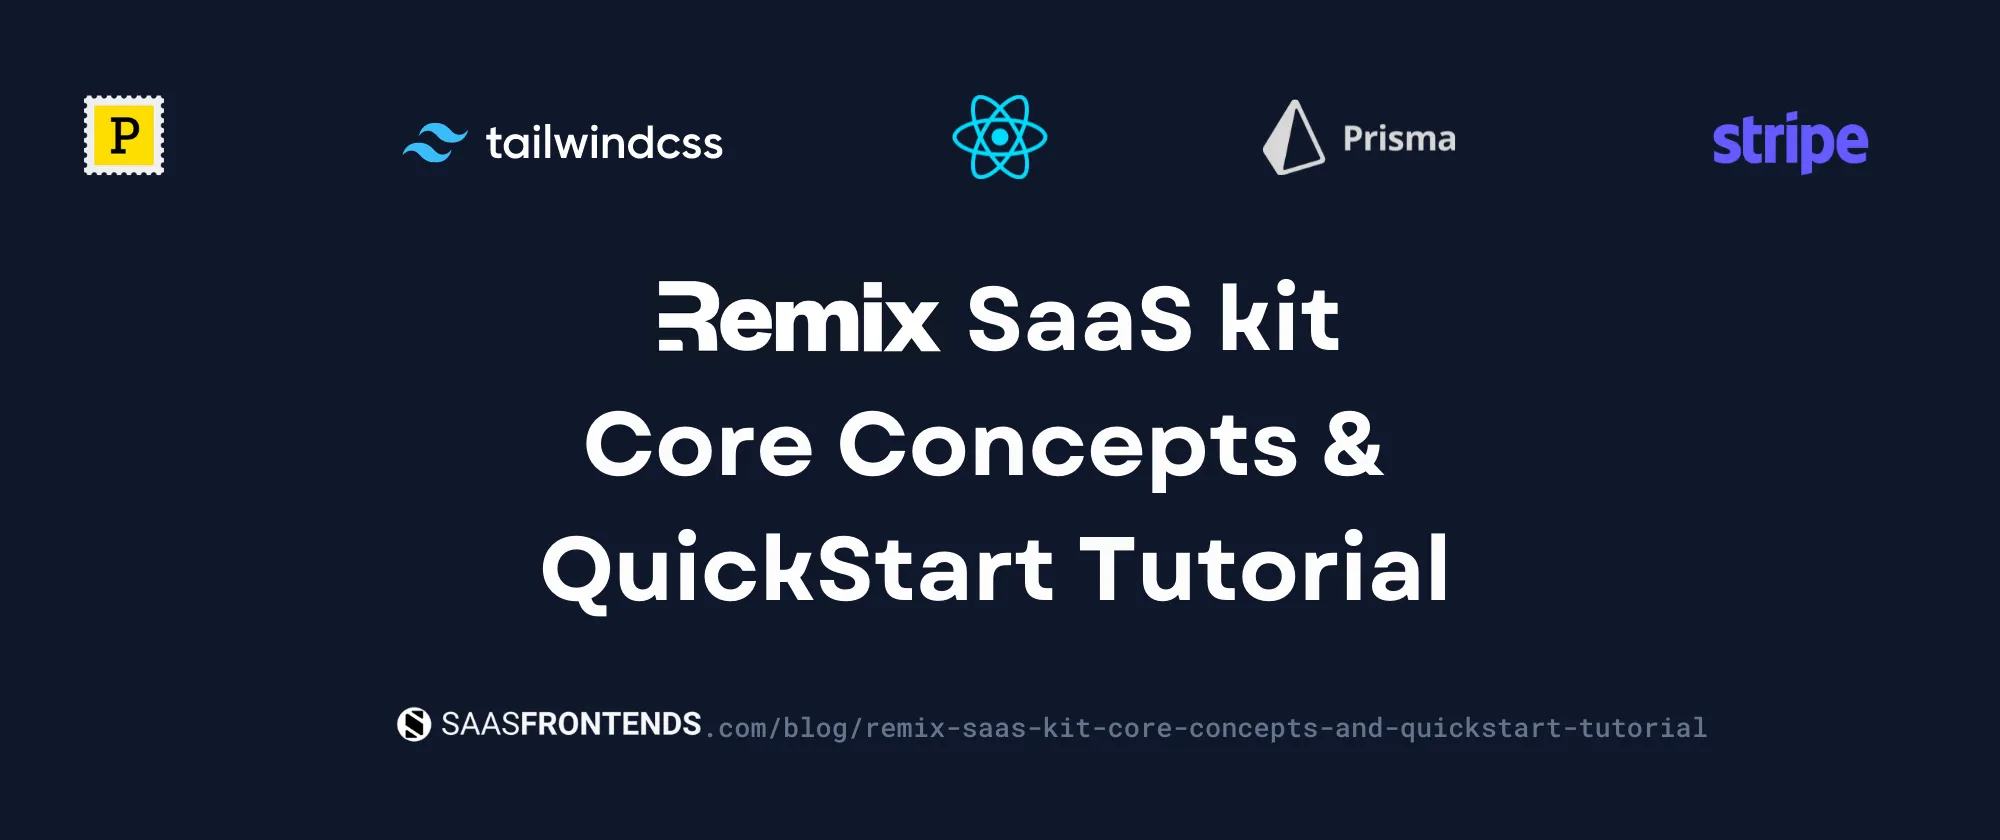 P
tailwindcss
Prisma
stripe
Remix SaaS kit
Core Concepts &
QuickStart Tutorial
SAASFRONTENDS.com/blog/remix-saas-kit-core-concepts-and-quickstart-tutorial